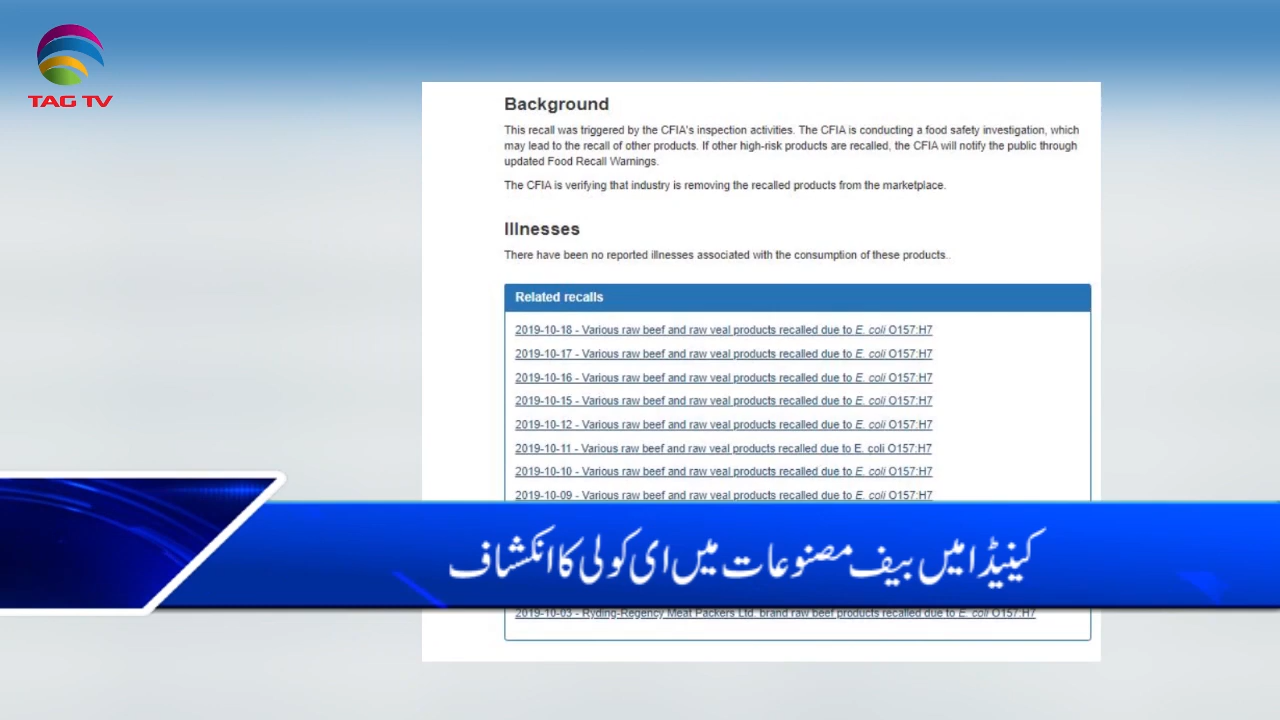 TAG TV
Background
This recall was triggered by the CFIA's inspection activities. The CFIA is conducting a food safety investigation, which
may lead to the recall of other products. If other high-risk products are recalled, the CFIA will notify the public through
updated Food Recall Warnings.
The CFIA is verifying that industry is removing the recalled products from the marketplace.
Illnesses
There have been no reported illnesses associated with the consumption of these products..
Related recalls
2019-10-18 - Various raw beef and raw veal products recalled due to E. coli O157:H7
2019-10-17 - Various raw beef and raw veal products recalled due to E. coli O157:H7
2019-10-16 - Various raw beef and raw veal products recalled due to E. coli O157:H7
2019-10-15 - Various raw beef and raw veal products recalled due to E. coli O157:H7
2019-10-12 - Various raw beef and raw veal products recalled due to E. coli O157:H7
2019-10-11 - Various raw beef and raw veal products recalled due to E. coli O157:H7
2019-10-10 - Various raw beef and raw veal products recalled due to E. coli O157:H7
2019-10-09 - Various raw beef and raw veal products recalled due to E. coli O157:H7
کینیڈا میں بیف مصنوعات میں ای کولی کا انکشاف
2019-10-03 - Ryding-Regency Meat Packers Ltd. brand raw beef products recalled due to E. coli O157:H7